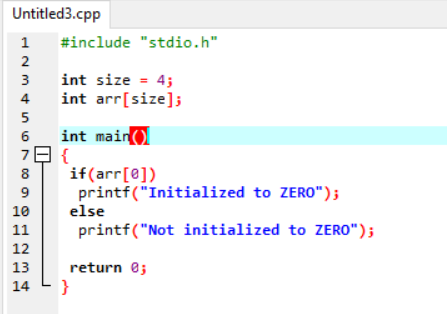 Untitled3.cpp
1 #include "stdio.h"
2
3 int size = 4;
4 int arr[size];
5
6 int main()
7 {
8 if(arr[0])
9 printf("Initialized to ZERO");
10 else
11 printf("Not initialized to ZERO");
12
13 return 0;
14 }